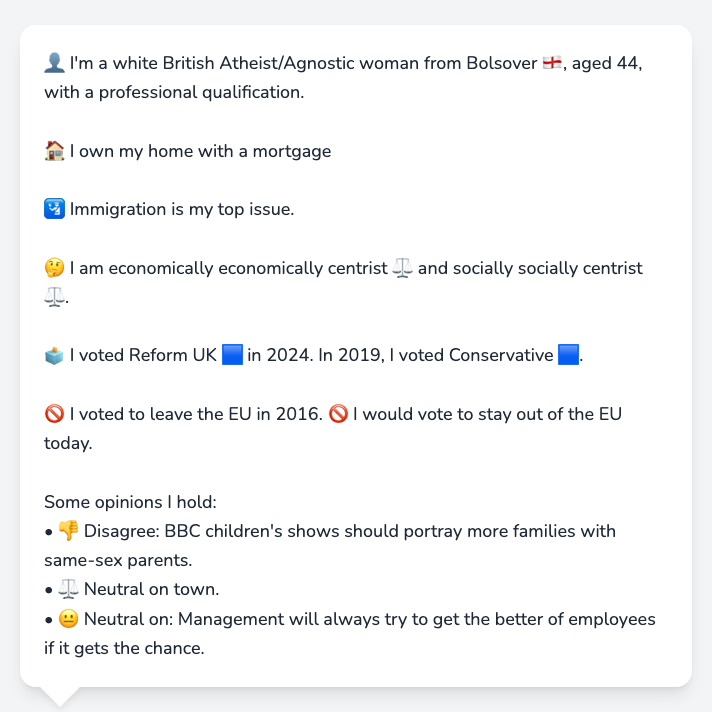 👤 I'm a white British Atheist/Agnostic woman from Bolsover 🏴󠁧󠁢󠁥󠁮󠁧󠁿, aged 44,
with a professional qualification.
🏠 I own my home with a mortgage
🛂 Immigration is my top issue.
🤔 I am economically economically centrist ⚖️ and socially socially centrist
⚖️.
🗳️ I voted Reform UK 🟦 in 2024. In 2019, I voted Conservative 🟦.
🚫 I voted to leave the EU in 2016. 🚫 I would vote to stay out of the EU
today.
Some opinions I hold:
• 👎 Disagree: BBC children's shows should portray more families with
same-sex parents.
• ⚖️ Neutral on town.
• 😐 Neutral on: Management will always try to get the better of employees
if it gets the chance.